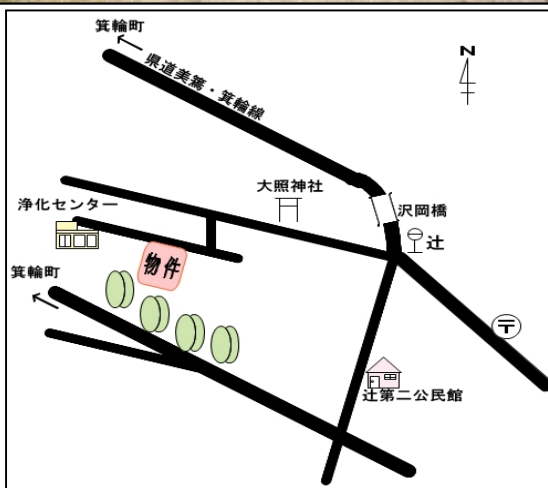 箕輪町
県道美篶・箕輪線
N
大照神社
沢岡橋
浄化センター
辻
物件
箕輪町
〒
辻第二公民館